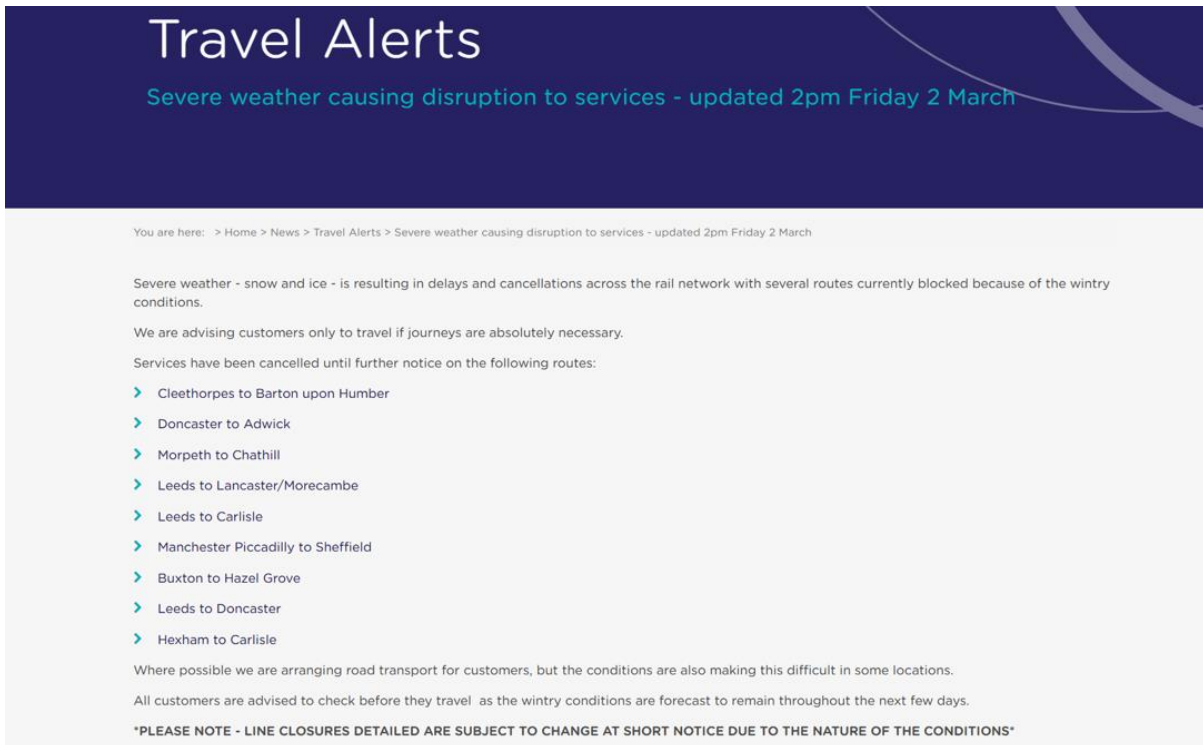 Travel Alerts
Severe weather causing disruption to services - updated 2pm Friday 2 March
You are here: > Home > News > Travel Alerts > Severe weather causing disruption to services - updated 2pm Friday 2 March
Severe weather - snow and ice - is resulting in delays and cancellations across the rail network with several routes currently blocked because of the wintry
conditions.
We are advising customers only to travel if journeys are absolutely necessary.
Services have been cancelled until further notice on the following routes:
Cleethorpes to Barton upon Humber
Doncaster to Adwick
Morpeth to Chathill
Leeds to Lancaster/Morecambe
Leeds to Carlisle
Manchester Piccadilly to Sheffield
Buxton to Hazel Grove
Leeds to Doncaster
Hexham to Carlisle
Where possible we are arranging road transport for customers, but the conditions are also making this difficult in some locations.
All customers are advised to check before they travel as the wintry conditions are forecast to remain throughout the next few days.
*PLEASE NOTE - LINE CLOSURES DETAILED ARE SUBJECT TO CHANGE AT SHORT NOTICE DUE TO THE NATURE OF THE CONDITIONS*